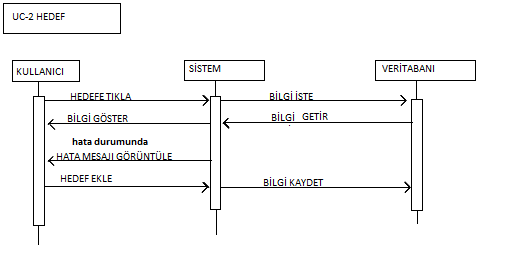 UC-2 HEDEF
KULLANICI
SİSTEM
VERİTABANI
HEDEFE TIKLA
BİLGİ İSTE
BİLGİ GÖSTER
BİLGİ GETİR
hata durumunda
HATA MESAJI GÖRÜNTÜLE
HEDEF EKLE
BİLGİ KAYDET